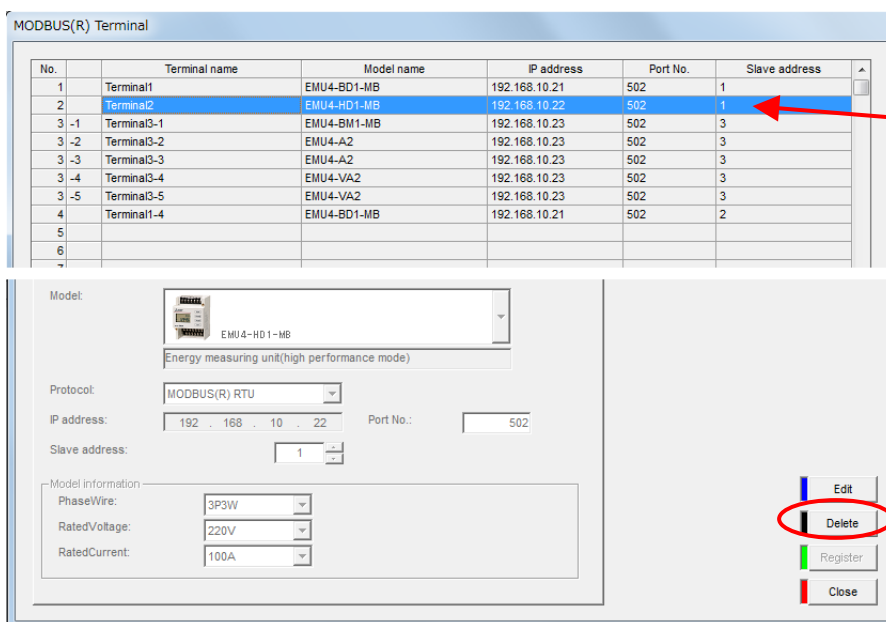 MODBUS(R) Terminal
No. Terminal name Model name IP address Port No. Slave address
1 Terminal1 EMU4-BD1-MB 192.168.10.21 502 1
2 Terminal2 EMU4-HD1-MB 192.168.10.22 502 1
3 -1 Terminal3-1 EMU4-BM1-MB 192.168.10.23 502 3
3 -2 Terminal3-2 EMU4-A2 192.168.10.23 502 3
3 -3 Terminal3-3 EMU4-A2 192.168.10.23 502 3
3 -4 Terminal3-4 EMU4-VA2 192.168.10.23 502 3
3 -5 Terminal3-5 EMU4-VA2 192.168.10.23 502 3
4 Terminal1-4 EMU4-BD1-MB 192.168.10.21 502 2
5
6
Model:
EMU4-HD1-MB
Energy measuring unit(high performance mode)
Protocol: MODBUS(R) RTU
IP address: 192 . 168 . 10 . 22 Port No.: 502
Slave address: 1
Model information
PhaseWire: 3P3W
RatedVoltage: 220V
RatedCurrent: 100A
Edit
Delete
Register
Close